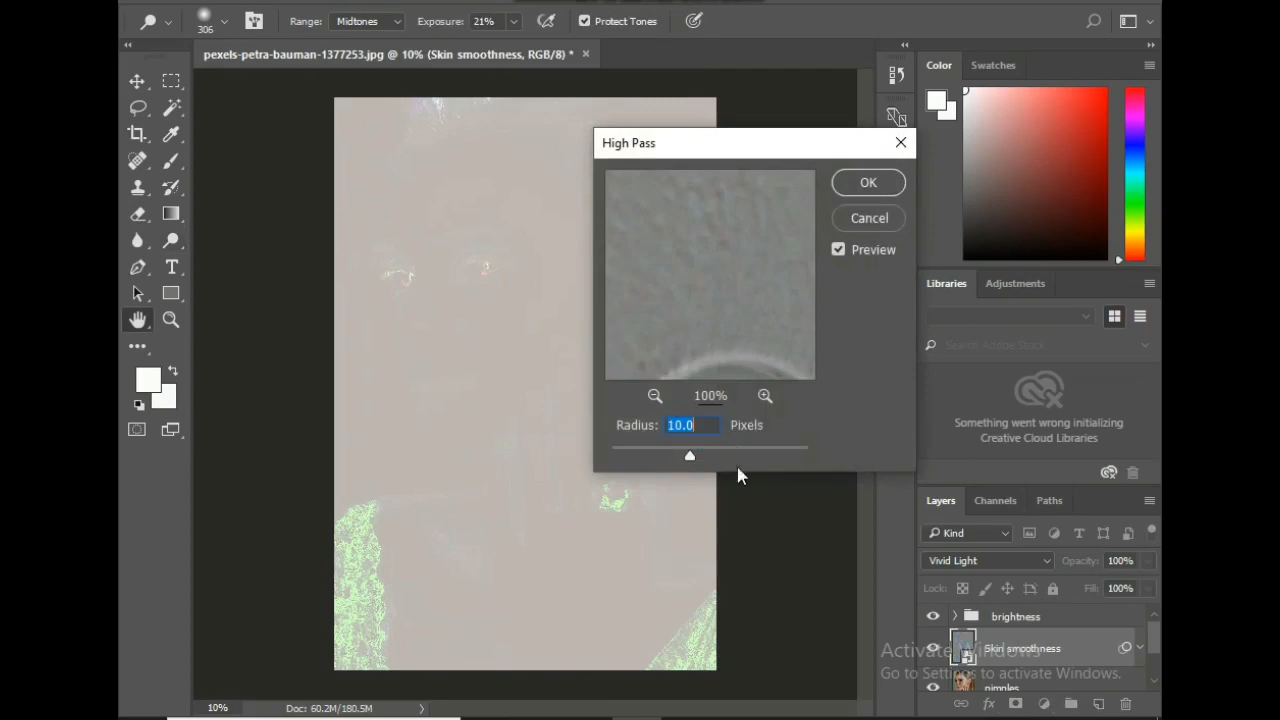 306
Range: Midtones
Exposure: 21%
Protect Tones
pexels-petra-bauman-1377253.jpg @ 10% (Skin smoothness, RGB/8) *
Color
Swatches
High Pass
OK
Cancel
Preview
100%
Radius: 10.0 Pixels
Libraries
Adjustments
Search Adobe Stock
Something went wrong initializing
Creative Cloud Libraries
Layers
Channels
Paths
Kind
Vivid Light
Opacity: 100%
Lock:
Fill: 100%
brightness
Skin smoothness
pimples
Activate Windows
Go to Settings to activate Windows.
10%
Doc: 60.2M/180.5M